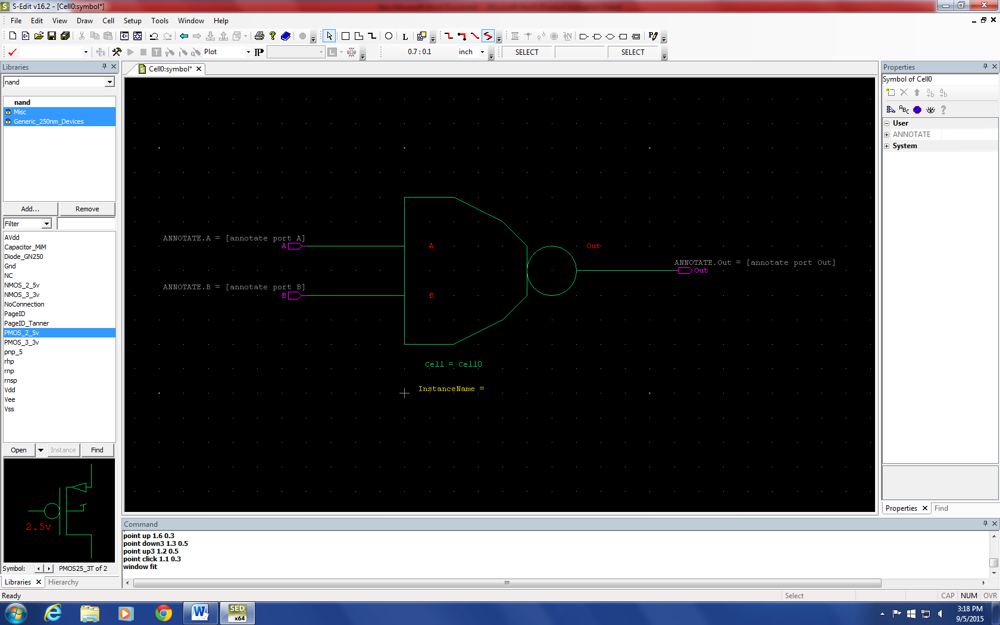 S-Edit v16.2 - [Cell0:symbol*]
File Edit View Draw Cell Setup Tools Window Help
Plot
0.7 : 0.1 inch SELECT SELECT
Libraries
nand
nand
Misc
Generic_250nm_Devices
Add... Remove
Filter
AVdd
Capacitor_MiM
Diode_GN250
Gnd
NC
NMOS_2_5v
NMOS_3_3v
NoConnection
PageID
PageID_Tanner
PMOS_2_5v
PMOS_3_3v
pnp_5
rhp
rnp
rnsp
Vdd
Vee
Vss
Open Instance Find
2.5v
Symbol: PMOS25_3T of 2
Libraries Hierarchy
Cell0:symbol*
ANNOTATE.A = [annotate port A]
A
A
ANNOTATE.B = [annotate port B]
B
B
Out
ANNOTATE.Out = [annotate port Out]
Out
Cell = Cell0
InstanceName =
Properties
Symbol of Cell0
User
ANNOTATE
System
Properties Find
Command
point up 1.6 0.3
point down3 1.3 0.5
point up3 1.2 0.5
point click 1.1 0.3
window fit
Ready
Select
CAP NUM OVR
SED
x64
3:18 PM
9/5/2015